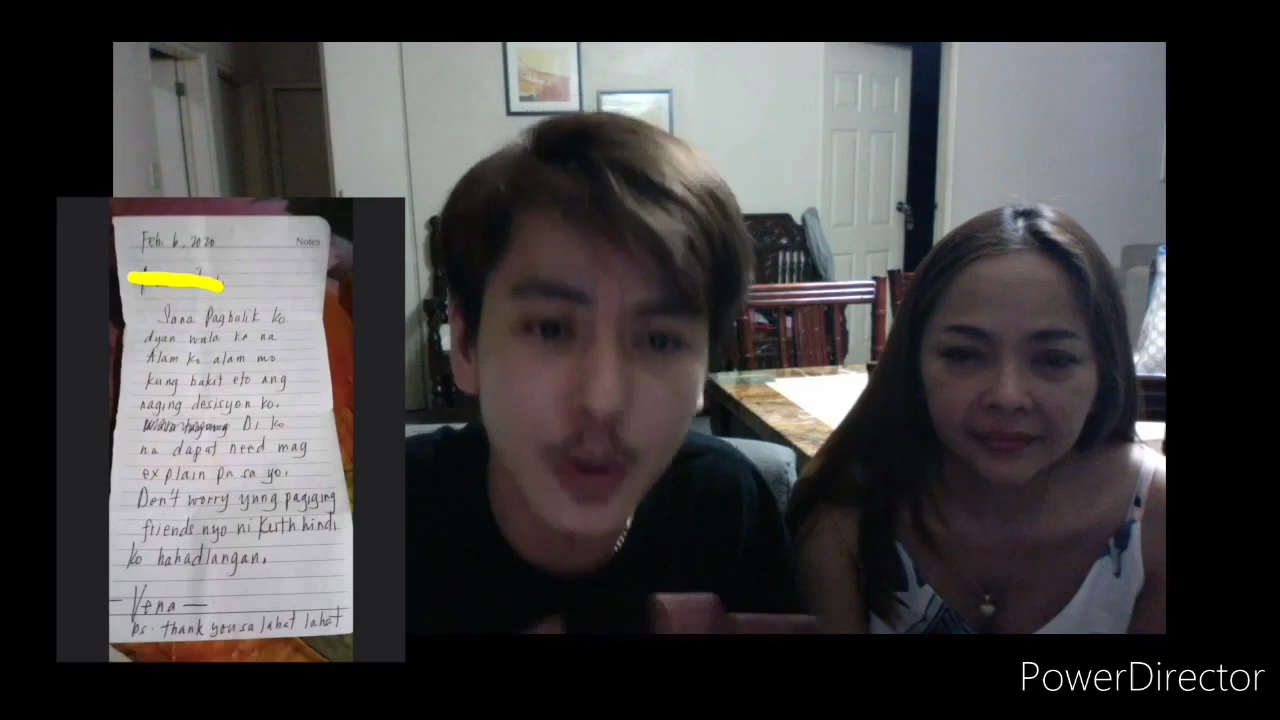 Feb. 6, 2020
Notes
Sana Pagbalik ko
dyan wala ka na
Alam ko alam mo
kung bakit eto ang
naging desisyon ko.
Di ko
na dapat need mag
explain pa sa yo.
Don't worry yung pagiging
friends nyo ni Keith hindi
ko hahadlangan.
— Vena —
ps. thank you sa lahat lahat
PowerDirector